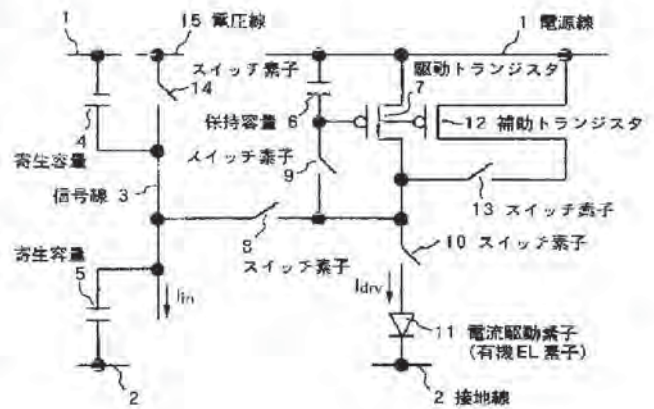 1
15 電圧線
1 電源線
スイッチ素子
14
駆動トランジスタ
7
4
保持容量 6
12 補助トランジスタ
寄生容量
スイッチ素子
9
信号線 3
13 スイッチ素子
寄生容量
8
10 スイッチ素子
スイッチ素子
5
Iin
Idrv
11 電流駆動素子
(有機EL素子)
2
2 接地線